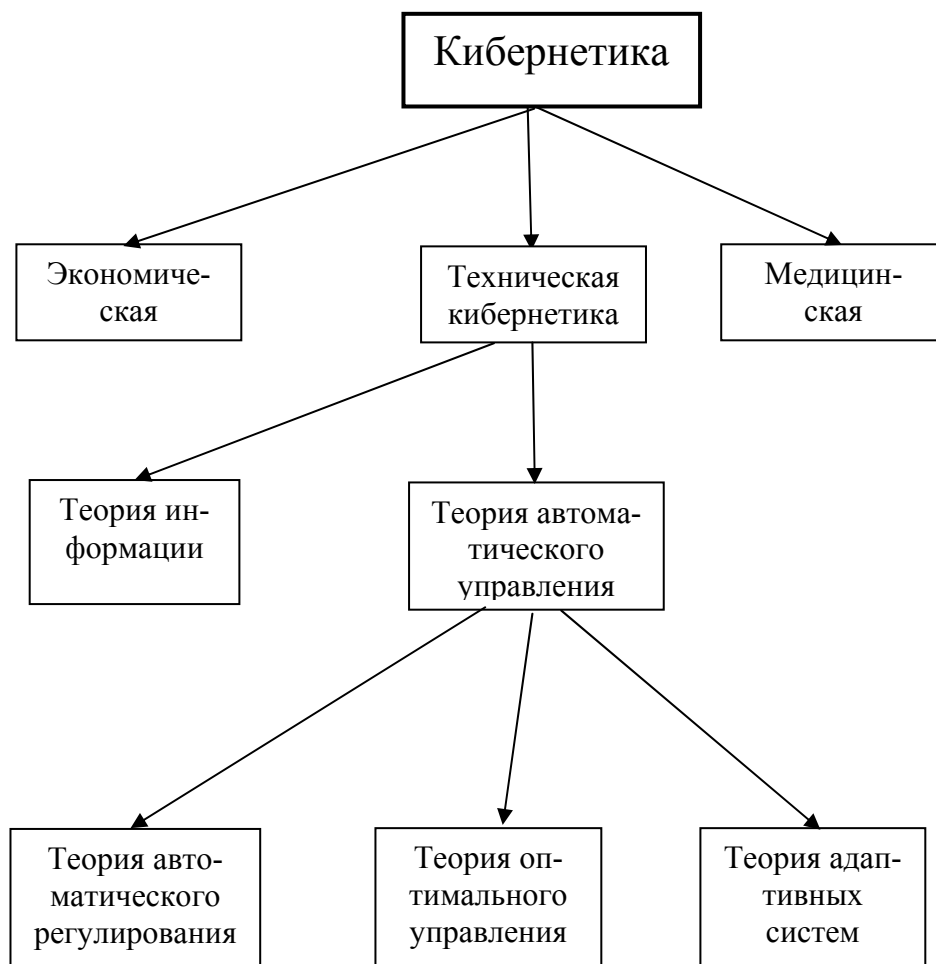 Кибернетика
Экономиче-
ская
Техническая
кибернетика
Медицин-
ская
Теория ин-
формации
Теория автома-
тического
управления
Теория авто-
матического
регулирования
Теория оп-
тимального
управления
Теория адап-
тивных
систем